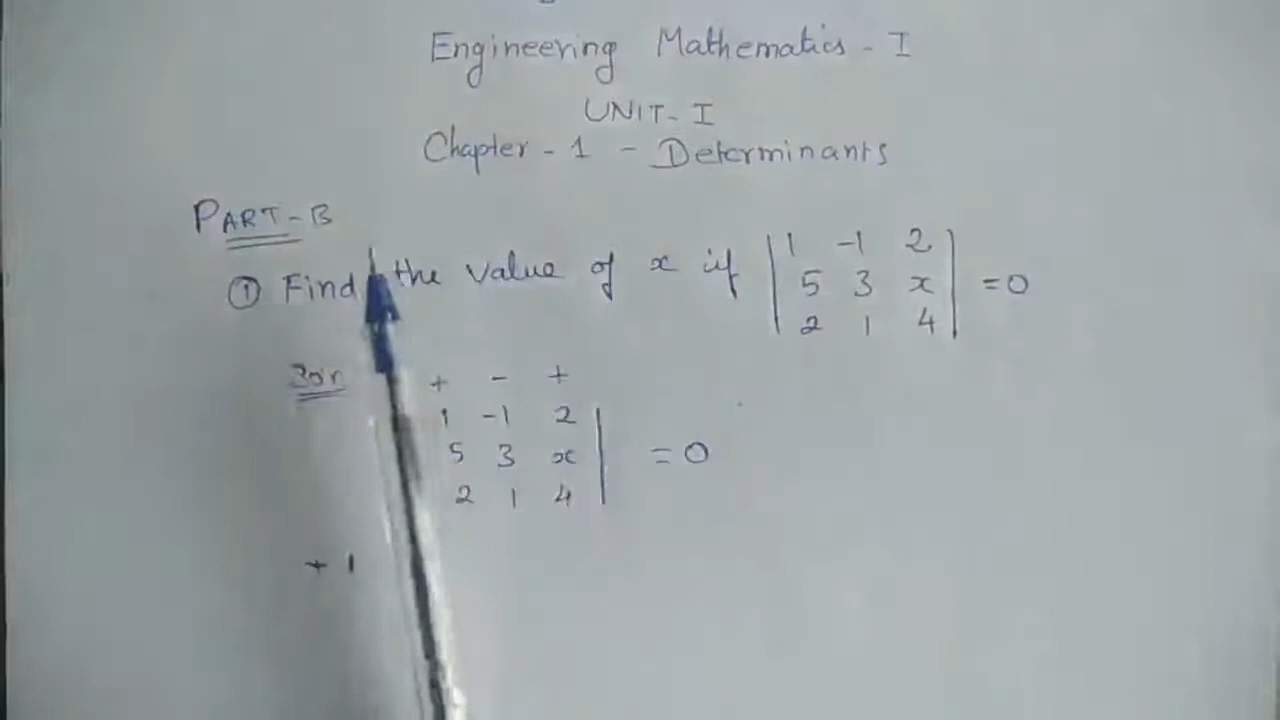 Engineering Mathematics - I
UNIT - I
Chapter - 1 - Determinants
PART - B
① Find the value of x if | 1 -1 2 |
| 5 3 x | = 0
| 2 1 4 |
Soln + - +
1 -1 2 |
5 3 x | = 0
2 1 4 |
+ 1